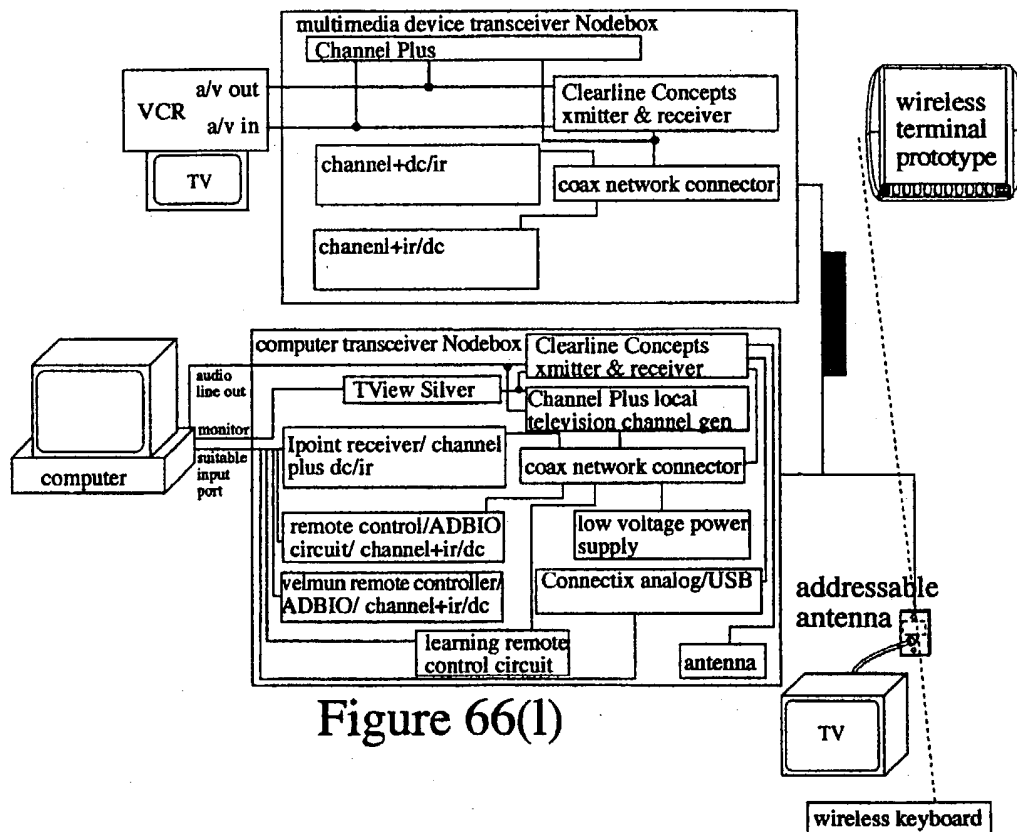 multimedia device transceiver Nodebox
Channel Plus
VCR
a/v out
a/v in
TV
Clearline Concepts
xmitter & receiver
channel+dc/ir
coax network connector
chanenl+ir/dc
wireless
terminal
prototype
computer transceiver Nodebox
Clearline Concepts
xmitter & receiver
audio
line out
TView Silver
Channel Plus local
television channel gen
monitor
suitable
input
port
computer
Ipoint receiver/ channel
plus dc/ir
coax network connector
remote control/ADBIO
circuit/ channel+ir/dc
low voltage power
supply
velmun remote controller/
ADBIO/ channel+ir/dc
Connectix analog/USB
learning remote
control circuit
antenna
addressable
antenna
TV
Figure 66(l)
wireless keyboard